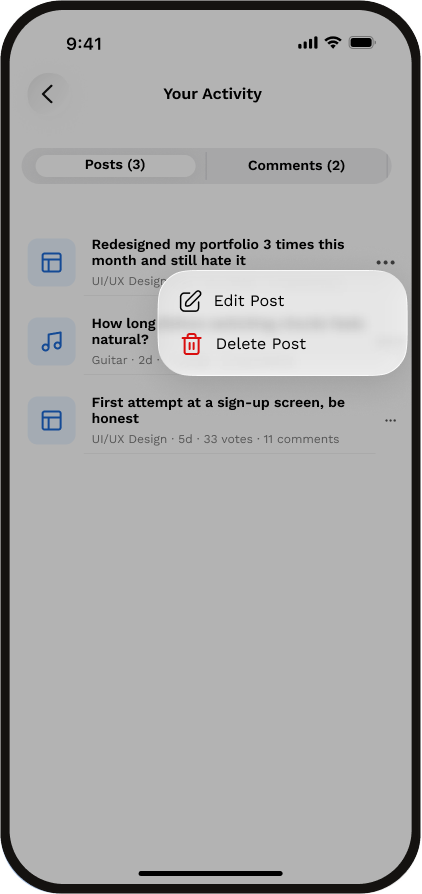 9:41
Your Activity
Posts (3)
Comments (2)
Redesigned my portfolio 3 times this
month and still hate it
UI/UX Design
Edit Post
How long
natural?
Delete Post
Guitar · 2d ·
First attempt at a sign-up screen, be
honest
UI/UX Design · 5d · 33 votes · 11 comments